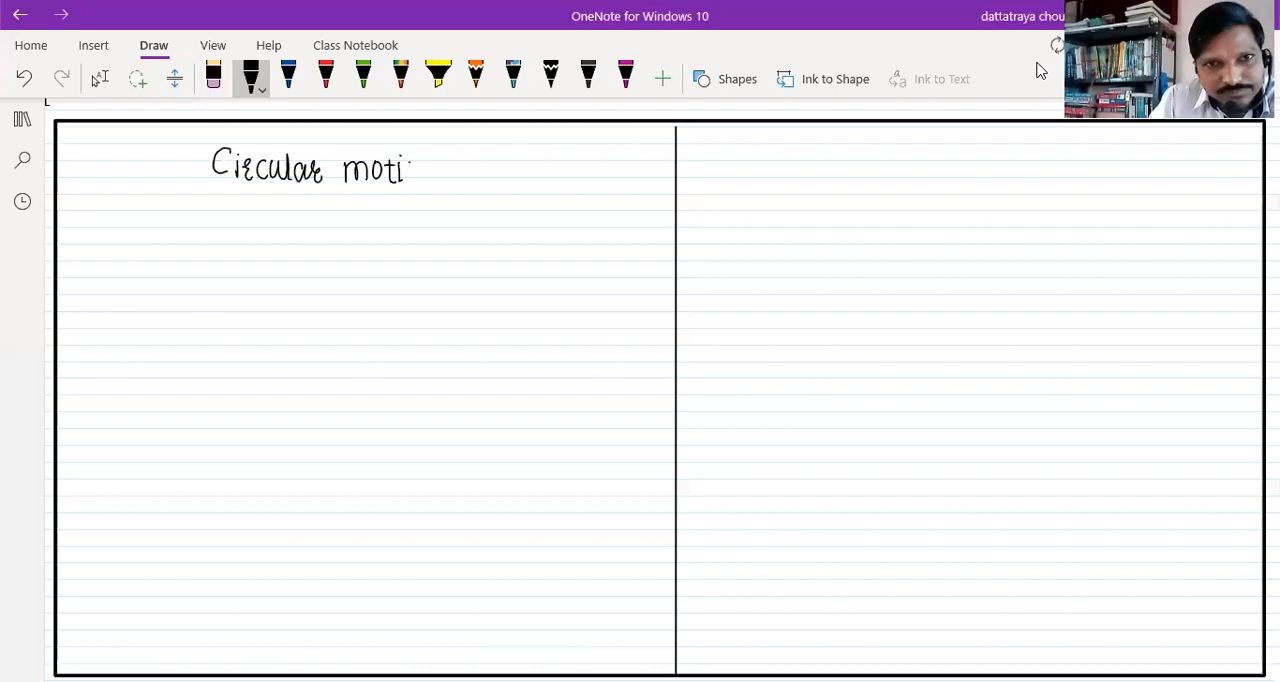 OneNote for Windows 10
dattatraya chou
Home Insert Draw View Help Class Notebook
Shapes Ink to Shape Ink to Text
Circular moti